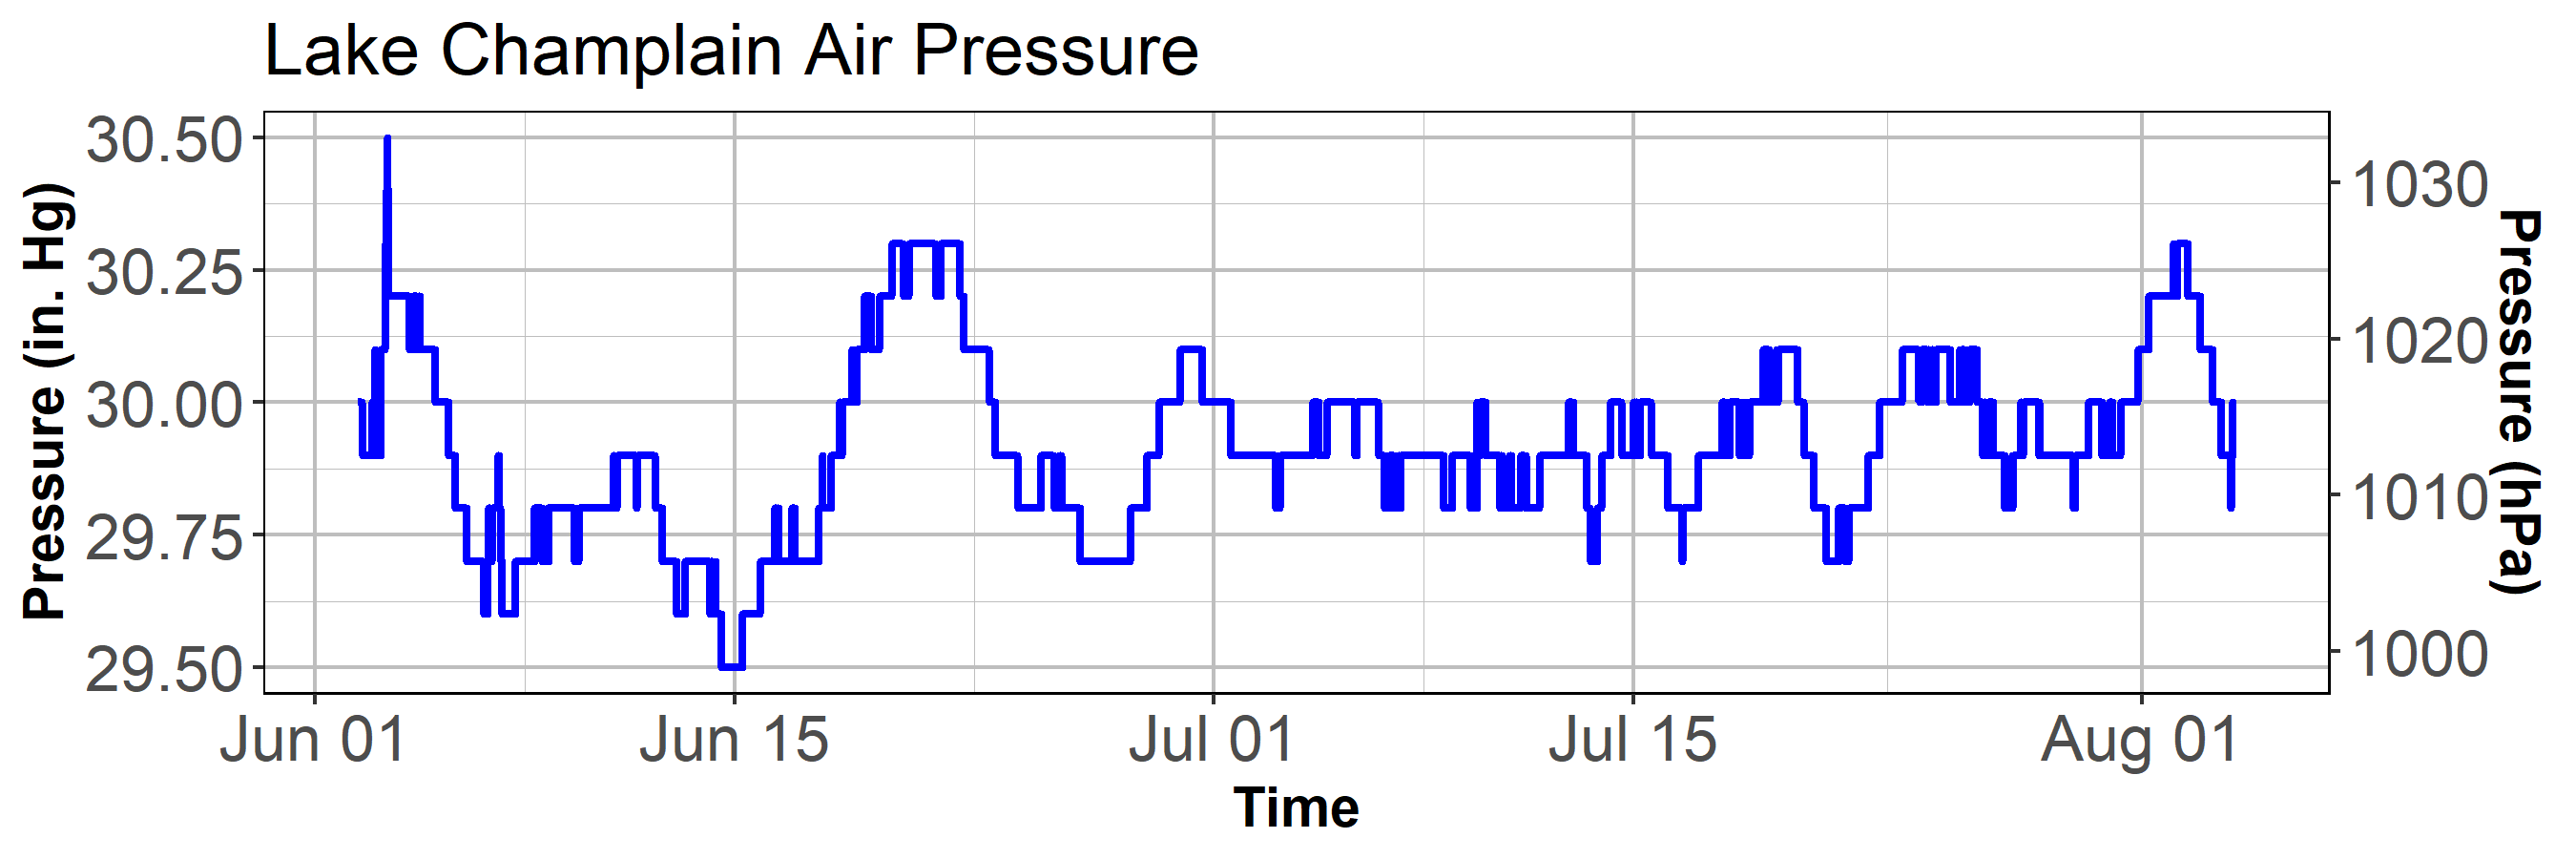 Lake Champlain Air Pressure
Pressure (in. Hg)
30.50
30.25
30.00
29.75
29.50
1030
1020
1010
1000
Pressure (hPa)
Jun 01
Jun 15
Jul 01
Jul 15
Aug 01
Time